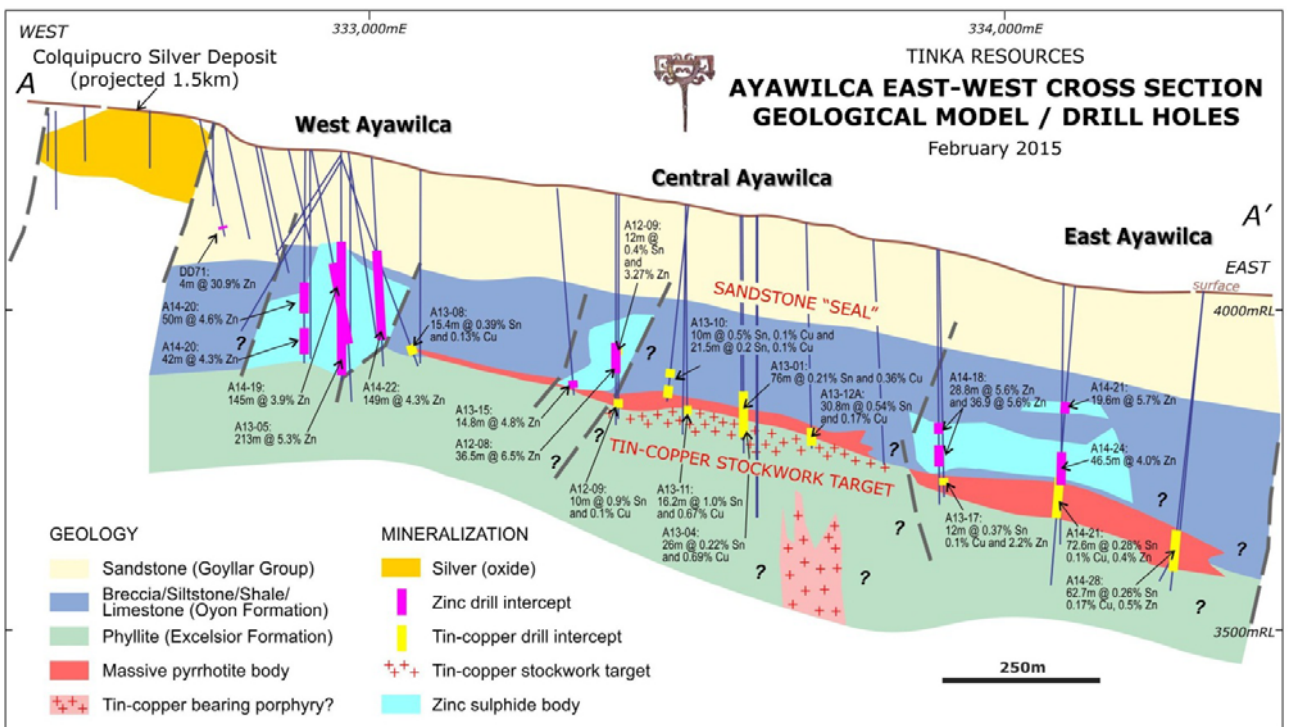 WEST
333,000mE
334,000mE
Colquipucro Silver Deposit
(projected 1.5km)
A
TINKA RESOURCES
AYAWILCA EAST-WEST CROSS SECTION
GEOLOGICAL MODEL / DRILL HOLES
February 2015
West Ayawilca
Central Ayawilca
East Ayawilca
A'
EAST
surface
4000mRL
3500mRL
SANDSTONE "SEAL"
TIN-COPPER STOCKWORK TARGET
DD71:
4m @ 30.9% Zn
A14-20:
50m @ 4.6% Zn
A14-20:
42m @ 4.3% Zn
?
A14-19:
145m @ 3.9% Zn
A13-05:
213m @ 5.3% Zn
A14-22:
149m @ 4.3% Zn
A13-08:
15.4m @ 0.39% Sn
and 0.13% Cu
A12-09:
12m @
0.4% Sn
and
3.27% Zn
?
A13-15:
14.8m @ 4.8% Zn
A12-08:
36.5m @ 6.5% Zn
?
?
A12-09:
10m @ 0.9% Sn
and 0.1% Cu
A13-10:
10m @ 0.5% Sn, 0.1% Cu and
21.5m @ 0.2 Sn, 0.1% Cu
A13-01:
76m @ 0.21% Sn and 0.36% Cu
A13-12A:
30.8m @ 0.54% Sn
and 0.17% Cu
A13-11:
16.2m @ 1.0% Sn
and 0.67% Cu
A13-04:
26m @ 0.22% Sn
and 0.69% Cu
?
?
?
A14-18:
28.8m @ 5.6% Zn
and 36.9 @ 5.6% Zn
A14-21:
19.6m @ 5.7% Zn
A14-24:
46.5m @ 4.0% Zn
A13-17:
12m @ 0.37% Sn
0.1% Cu and 2.2% Zn
A14-21:
72.6m @ 0.28% Sn
0.1% Cu, 0.4% Zn
A14-28:
62.7m @ 0.26% Sn
0.17% Cu, 0.5% Zn
?
?
?
250m
GEOLOGY
Sandstone (Goyllar Group)
Breccia/Siltstone/Shale/
Limestone (Oyon Formation)
Phyllite (Excelsior Formation)
Massive pyrrhotite body
Tin-copper bearing porphyry?
MINERALIZATION
Silver (oxide)
Zinc drill intercept
Tin-copper drill intercept
Tin-copper stockwork target
Zinc sulphide body